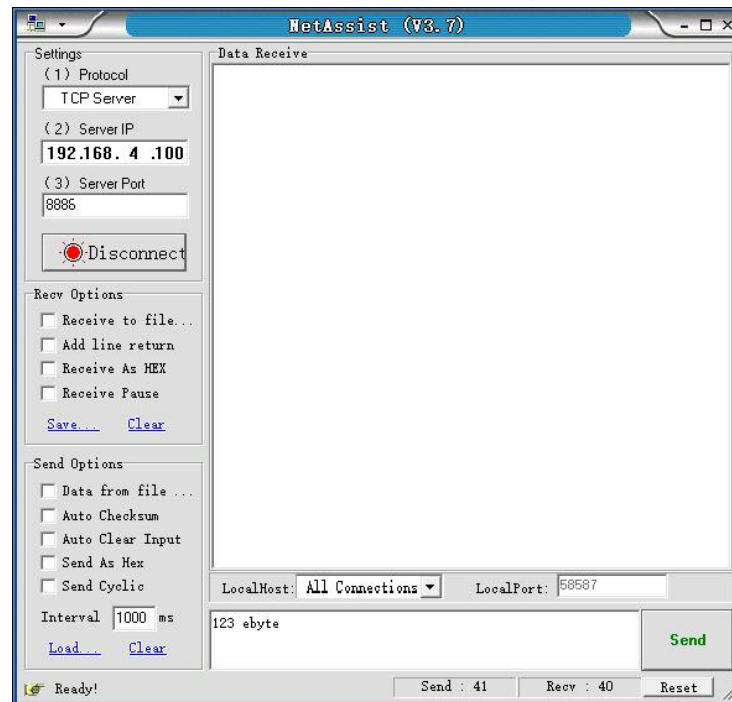 NetAssist (V3.7)
Settings
(1) Protocol
TCP Server
(2) Server IP
192.168. 4 .100
(3) Server Port
8886
Disconnect
Recv Options
Receive to file...
Add line return
Receive As HEX
Receive Pause
Save... Clear
Send Options
Data from file ...
Auto Checksum
Auto Clear Input
Send As Hex
Send Cyclic
Interval 1000 ms
Load... Clear
Data Receive
LocalHost: All Connections LocalPort: 58587
123 ebyte
Send
Ready! Send : 41 Recv : 40 Reset